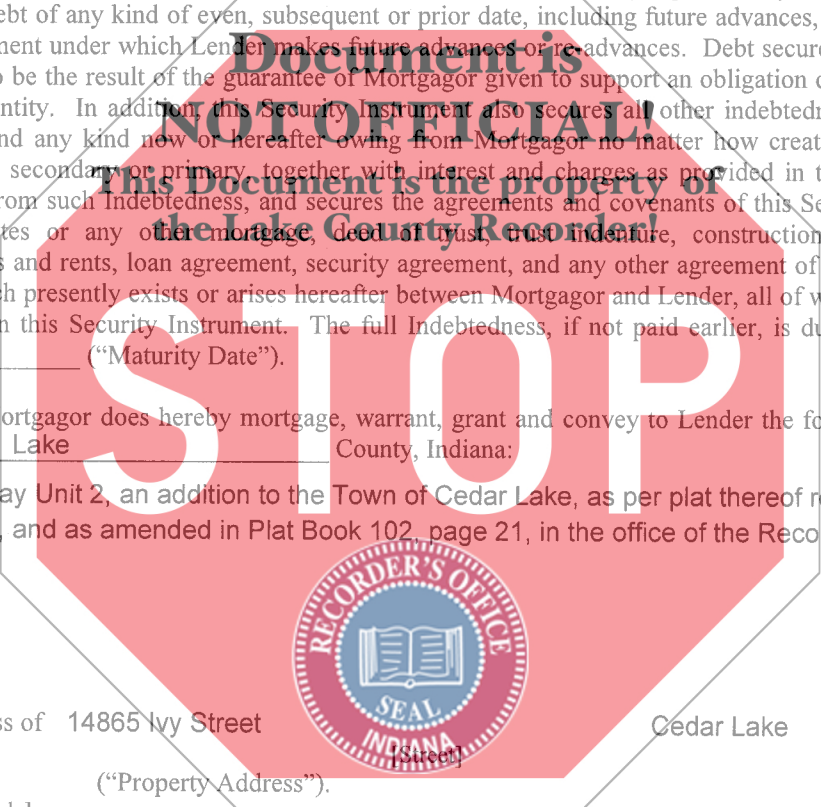 ebt of any kind of even, subsequent or prior date, including future advances,
Document is
ment under which Lender makes future advances or re-advances. Debt secure
o be the result of the guarantee of Mortgagor given to support an obligation o
ntity. In addition, this Security Instrument also secures all other indebtedn
NOT OFFICIAL!
nd any kind now or hereafter owing from Mortgagor no matter how creat
secondary or primary, together with interest and charges as provided in t
This Document is the property of
rom such Indebtedness, and secures the agreements and covenants of this Se
the Lake County Recorder!
tes or any other mortgage, deed of trust, trust indenture, construction
s and rents, loan agreement, security agreement, and any other agreement of
h presently exists or arises hereafter between Mortgagor and Lender, all of w
n this Security Instrument. The full Indebtedness, if not paid earlier, is du
("Maturity Date").
STOP
ortgagor does hereby mortgage, warrant, grant and convey to Lender the fo
Lake County, Indiana:
ay Unit 2, an addition to the Town of Cedar Lake, as per plat thereof re
, and as amended in Plat Book 102, page 21, in the office of the Reco
RECORDER'S OFFICE
SEAL
INDIANA
ss of 14865 Ivy Street Cedar Lake
[Street]
("Property Address").